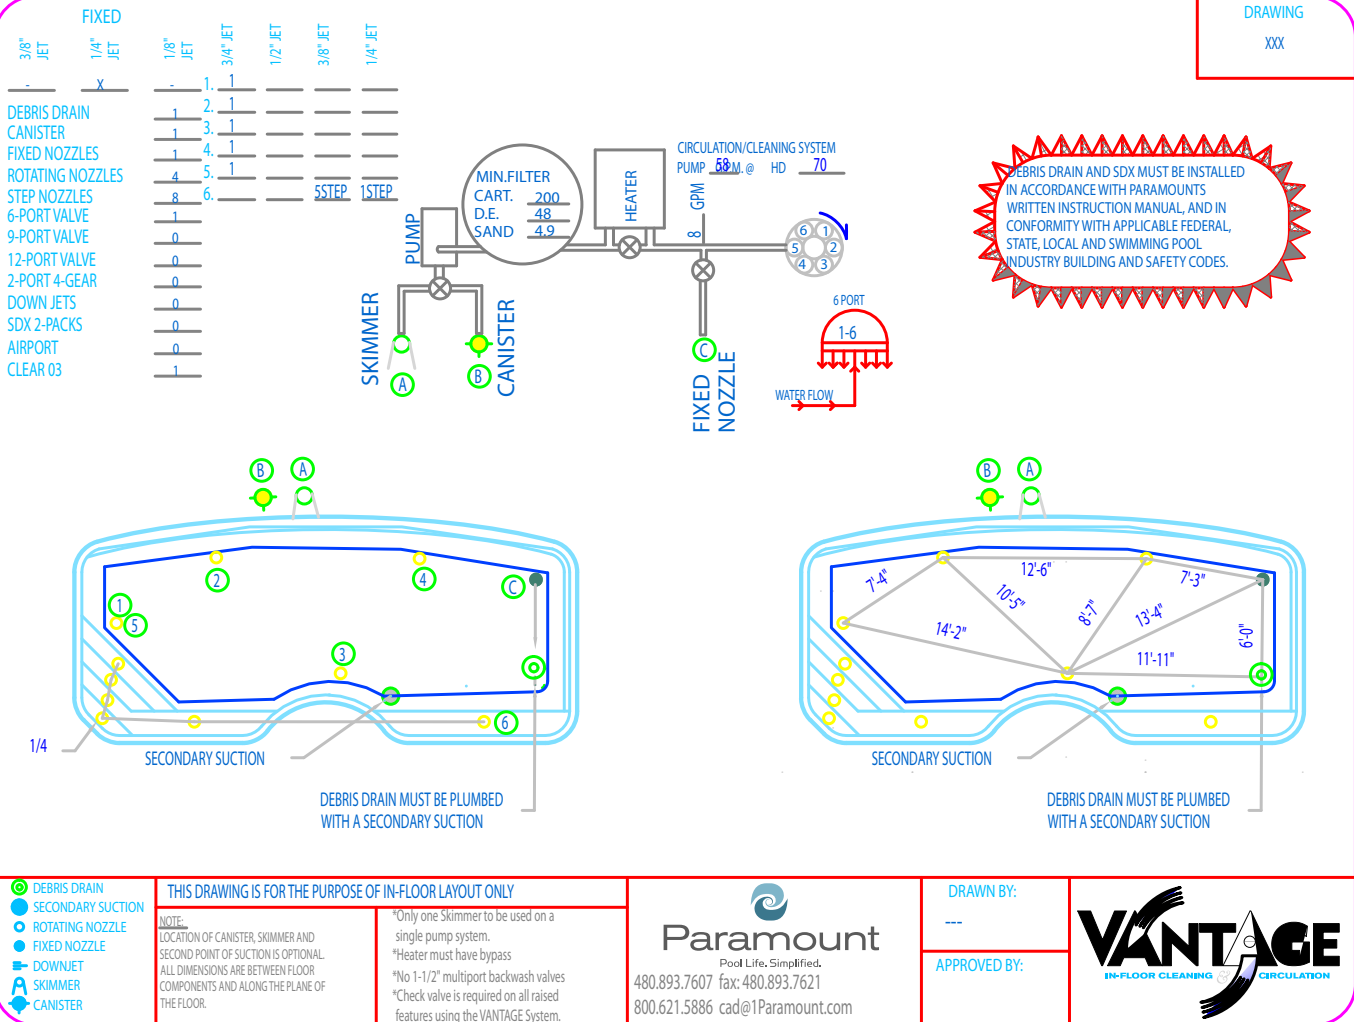 FIXED
3/8" JET
1/4" JET
1/8" JET
3/4" JET
1/2" JET
3/8" JET
1/4" JET
- X -
1. 1
2. 1
3. 1
4. 1
5. 1
6. 5STEP 1STEP
DEBRIS DRAIN 1
CANISTER 1
FIXED NOZZLES 1
ROTATING NOZZLES 4
STEP NOZZLES 8
6-PORT VALVE 1
9-PORT VALVE 0
12-PORT VALVE 0
2-PORT 4-GEAR 0
DOWN JETS 0
SDX 2-PACKS 0
AIRPORT 0
CLEAR 03 1
PUMP
MIN.FILTER
CART. 200
D.E. 48
SAND 4.9
HEATER
CIRCULATION/CLEANING SYSTEM
PUMP 58 G.P.M. @ HD 70
8 GPM
6 1
5 2
4 3
SKIMMER
A
B
CANISTER
C
FIXED
NOZZLE
6 PORT
1-6
WATER FLOW
DRAWING
XXX
DEBRIS DRAIN AND SDX MUST BE INSTALLED
IN ACCORDANCE WITH PARAMOUNTS
WRITTEN INSTRUCTION MANUAL, AND IN
CONFORMITY WITH APPLICABLE FEDERAL,
STATE, LOCAL AND SWIMMING POOL
INDUSTRY BUILDING AND SAFETY CODES.
B A
2
4
C
1
5
3
6
1/4
SECONDARY SUCTION
DEBRIS DRAIN MUST BE PLUMBED
WITH A SECONDARY SUCTION
B A
7'-4"
12'-6"
7'-3"
10'-5"
8'-7"
13'-4"
14'-2"
11'-11"
6'-0"
SECONDARY SUCTION
DEBRIS DRAIN MUST BE PLUMBED
WITH A SECONDARY SUCTION
DEBRIS DRAIN
SECONDARY SUCTION
ROTATING NOZZLE
FIXED NOZZLE
DOWNJET
SKIMMER
CANISTER
THIS DRAWING IS FOR THE PURPOSE OF IN-FLOOR LAYOUT ONLY
NOTE:
LOCATION OF CANISTER, SKIMMER AND
SECOND POINT OF SUCTION IS OPTIONAL.
ALL DIMENSIONS ARE BETWEEN FLOOR
COMPONENTS AND ALONG THE PLANE OF
THE FLOOR.
*Only one Skimmer to be used on a
single pump system.
*Heater must have bypass
*No 1-1/2" multiport backwash valves
*Check valve is required on all raised
features using the VANTAGE System.
Paramount
Pool Life. Simplified.
480.893.7607 fax: 480.893.7621
800.621.5886 cad@1Paramount.com
DRAWN BY:
---
APPROVED BY:
VANTAGE
IN-FLOOR CLEANING & CIRCULATION